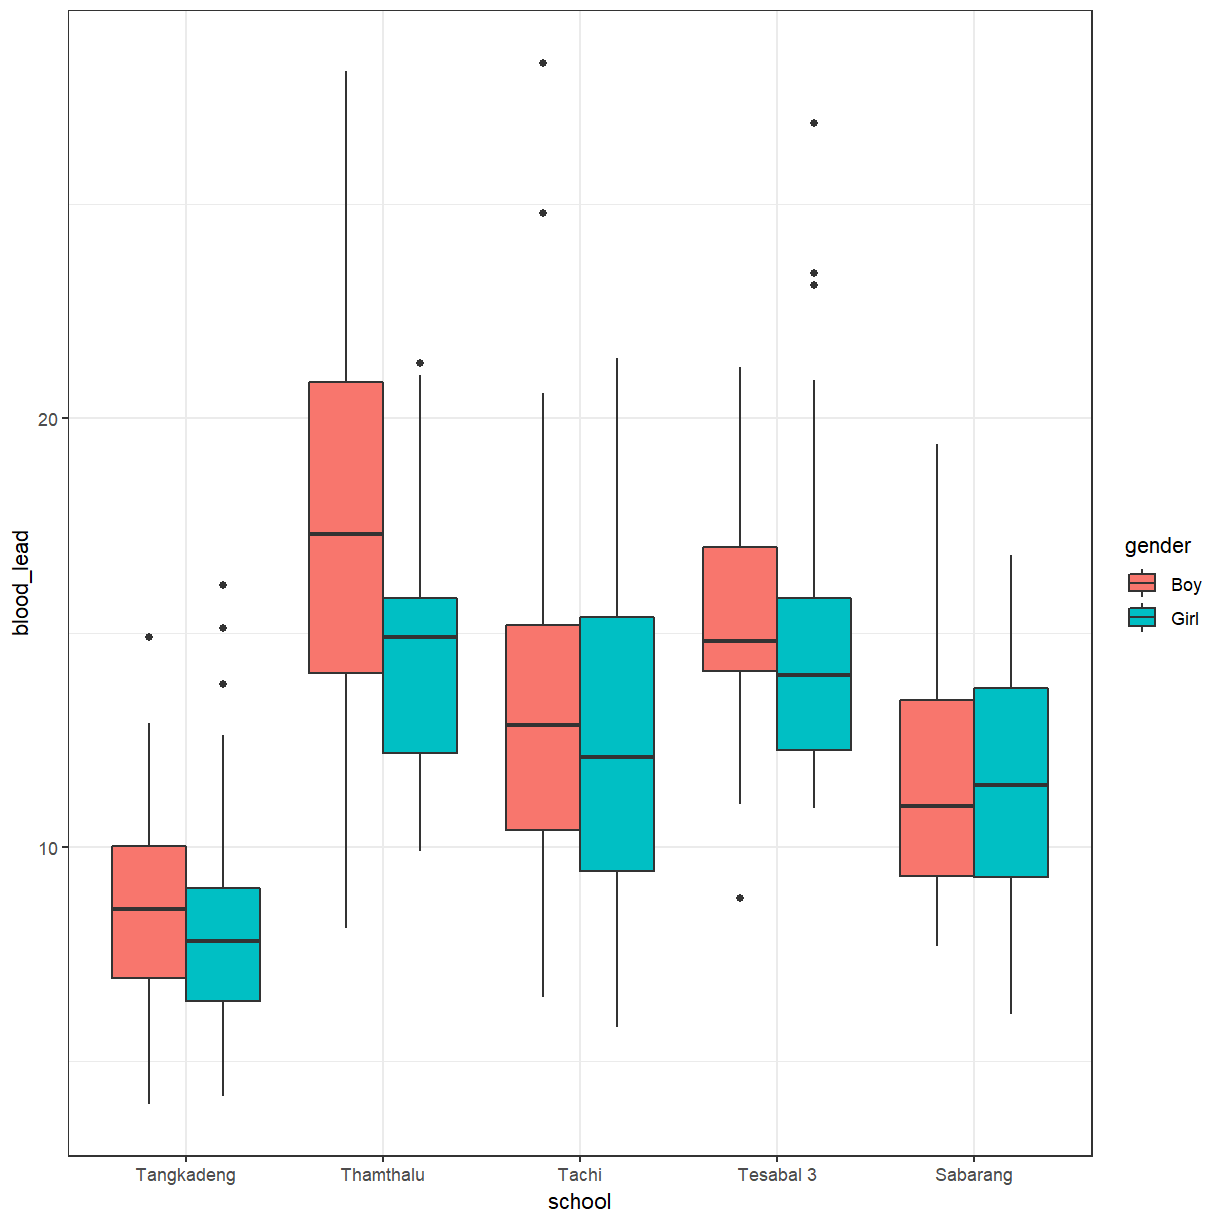 blood_lead
20
10
Tangkadeng
Thamthalu
Tachi
Tesabal 3
Sabarang
school
gender
Boy
Girl